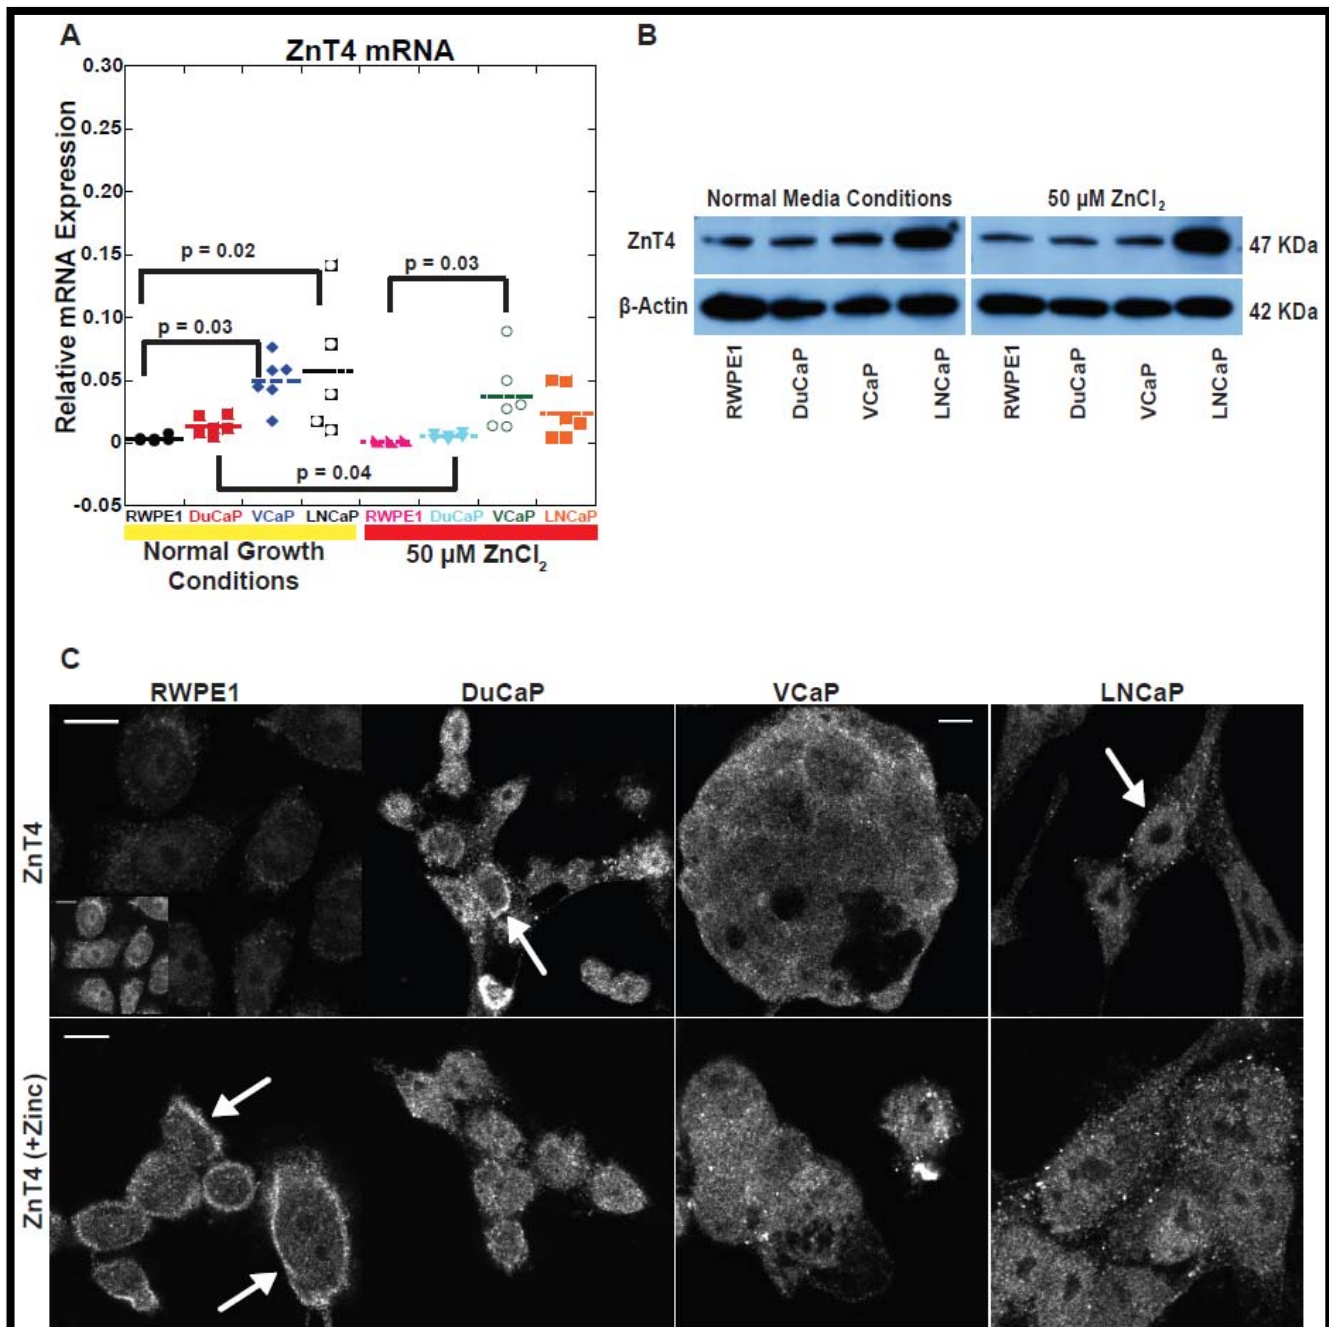 A
ZnT4 mRNA
Relative mRNA Expression
0.30
0.25
0.20
0.15
0.10
0.05
0
-0.05
p = 0.02
p = 0.03
p = 0.03
p = 0.04
RWPE1 DuCaP VCaP LNCaP RWPE1 DuCaP VCaP LNCaP
Normal Growth
Conditions
50 µM ZnCl₂
B
Normal Media Conditions
50 µM ZnCl₂
ZnT4
47 KDa
β-Actin
42 KDa
RWPE1
DuCaP
VCaP
LNCaP
RWPE1
DuCaP
VCaP
LNCaP
C
RWPE1
DuCaP
VCaP
LNCaP
ZnT4
ZnT4 (+Zinc)